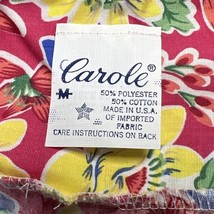 Carole®
M
50% POLYESTER
50% COTTON
MADE IN U.S.A.
OF IMPORTED
FABRIC
CARE INSTRUCTIONS ON BACK